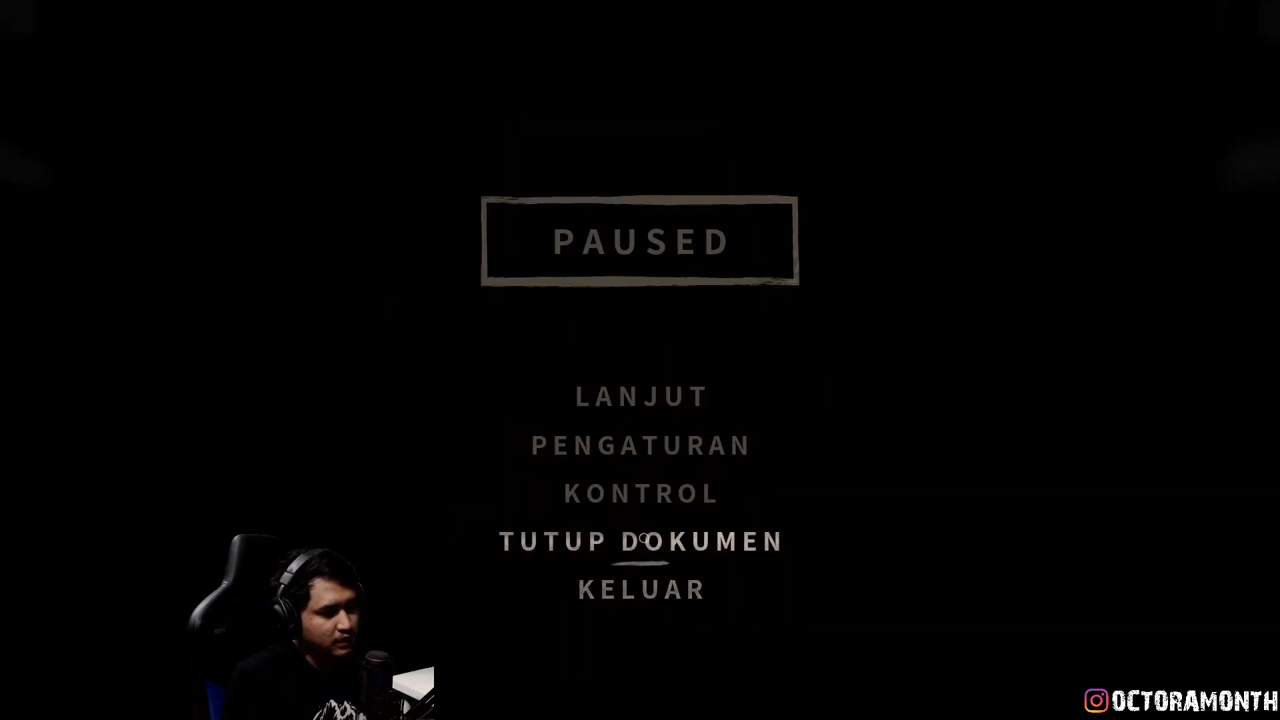 PAUSED
LANJUT
PENGATURAN
KONTROL
TUTUP DOKUMEN
KELUAR
OCTORAMONTH